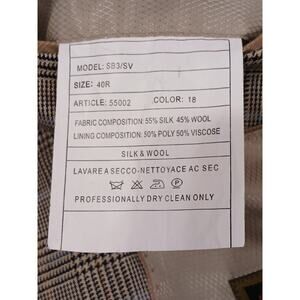 MODEL: SB3/SV
SIZE: 40R
ARTICLE: 55002 COLOR: 18
FABRIC COMPOSITION: 55% SILK 45% WOOL
LINING COMPOSITION: 50% POLY 50% VISCOSE
SILK & WOOL
LAVARE A SECCO-NETTOYACE AC SEC
PROFESSIONALLY DRY CLEAN ONLY